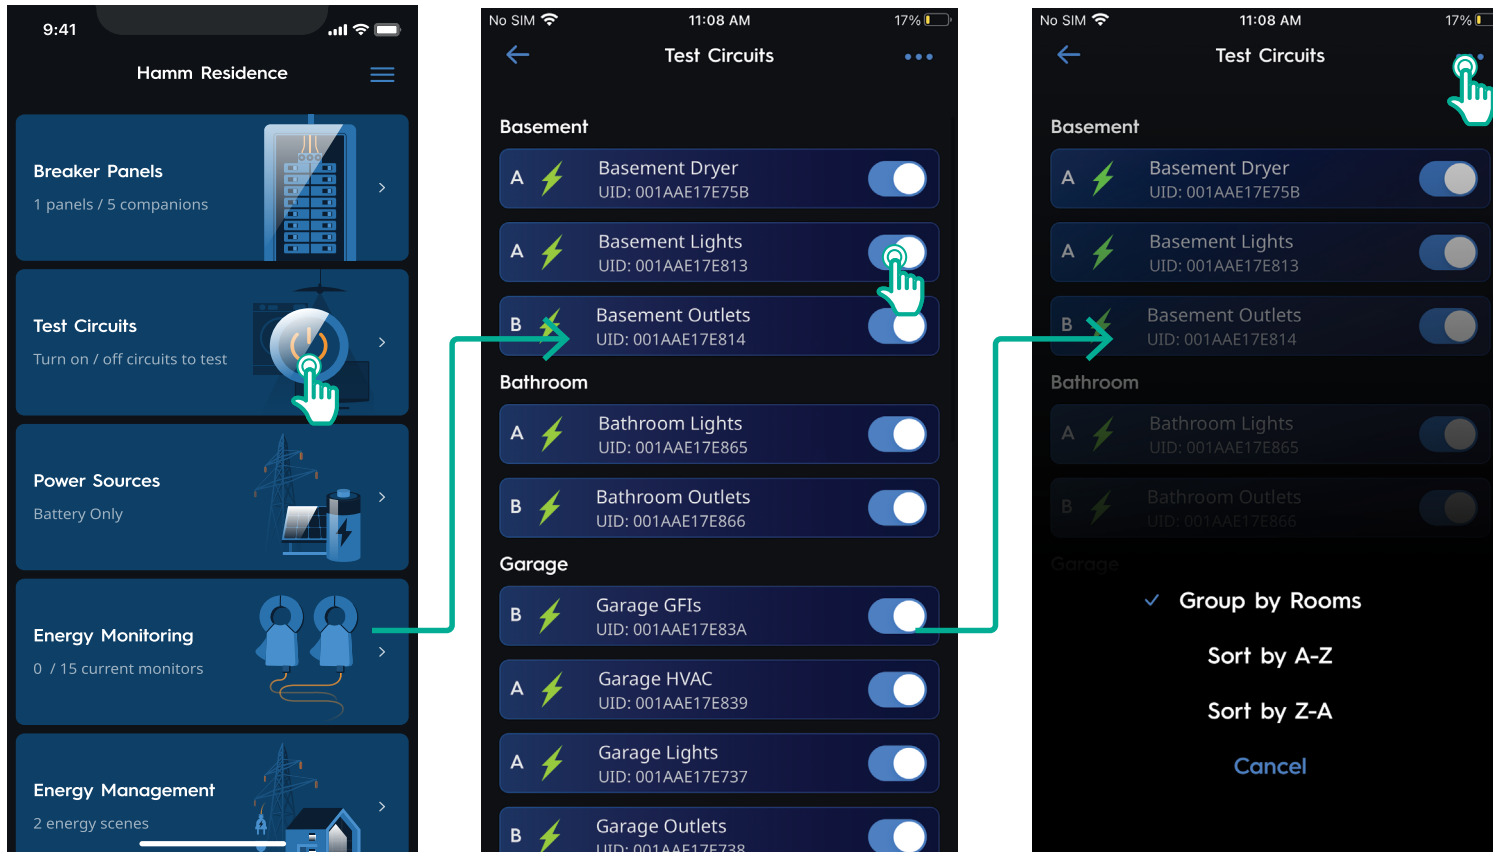 9:41
Hamm Residence
Breaker Panels
1 panels / 5 companions
Test Circuits
Turn on / off circuits to test
Power Sources
Battery Only
Energy Monitoring
0 / 15 current monitors
Energy Management
2 energy scenes
No SIM 11:08 AM 17%
Test Circuits
Basement
A Basement Dryer
UID: 001AAE17E75B
A Basement Lights
UID: 001AAE17E813
B Basement Outlets
UID: 001AAE17E814
Bathroom
A Bathroom Lights
UID: 001AAE17E865
B Bathroom Outlets
UID: 001AAE17E866
Garage
B Garage GFIs
UID: 001AAE17E83A
A Garage HVAC
UID: 001AAE17E839
A Garage Lights
UID: 001AAE17E737
B Garage Outlets
UID: 001AAE17E738
No SIM 11:08 AM 17%
Test Circuits
Basement
A Basement Dryer
UID: 001AAE17E75B
A Basement Lights
UID: 001AAE17E813
B Basement Outlets
UID: 001AAE17E814
Bathroom
A Bathroom Lights
UID: 001AAE17E865
B Bathroom Outlets
UID: 001AAE17E866
Garage
Group by Rooms
Sort by A-Z
Sort by Z-A
Cancel